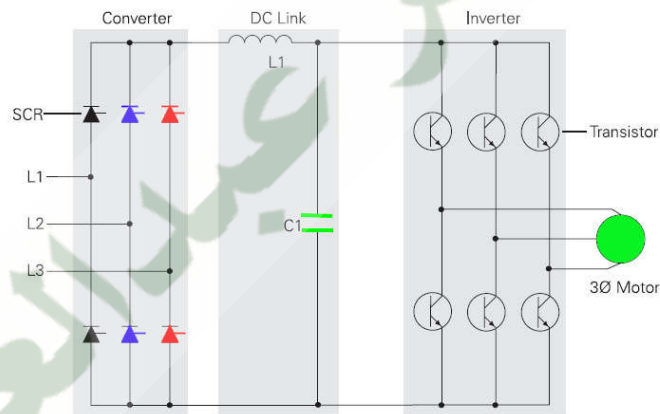 Converter
DC Link
Inverter
L1
SCR
Transistor
L1
L2
C1
L3
3Ø Motor